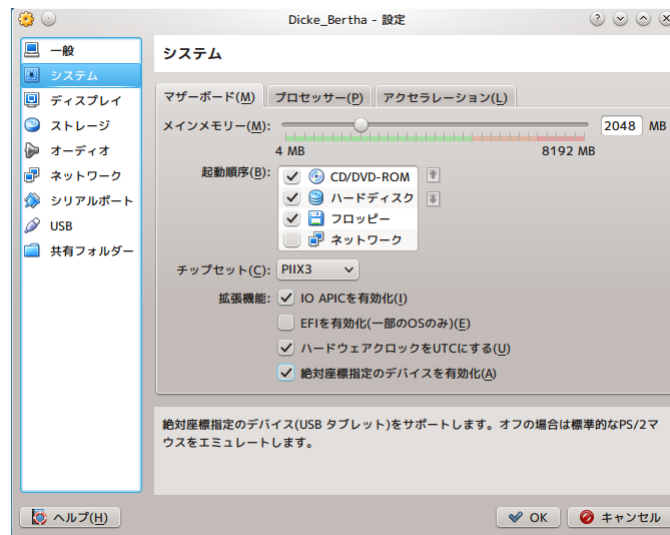 Dicke_Bertha - 設定
一般
システム
ディスプレイ
ストレージ
オーディオ
ネットワーク
シリアルポート
USB
共有フォルダー
システム
マザーボード(M) プロセッサー(P) アクセラレーション(L)
メインメモリー(M): 2048 MB
4 MB 8192 MB
起動順序(B): CD/DVD-ROM
ハードディスク
フロッピー
ネットワーク
チップセット(C): PIIX3
拡張機能: IO APICを有効化(I)
EFIを有効化(一部のOSのみ)(E)
ハードウェアクロックをUTCにする(U)
絶対座標指定のデバイスを有効化(A)
絶対座標指定のデバイス(USB タブレット)をサポートします。オフの場合は標準的なPS/2マ
ウスをエミュレートします。
ヘルプ(H) OK キャンセル